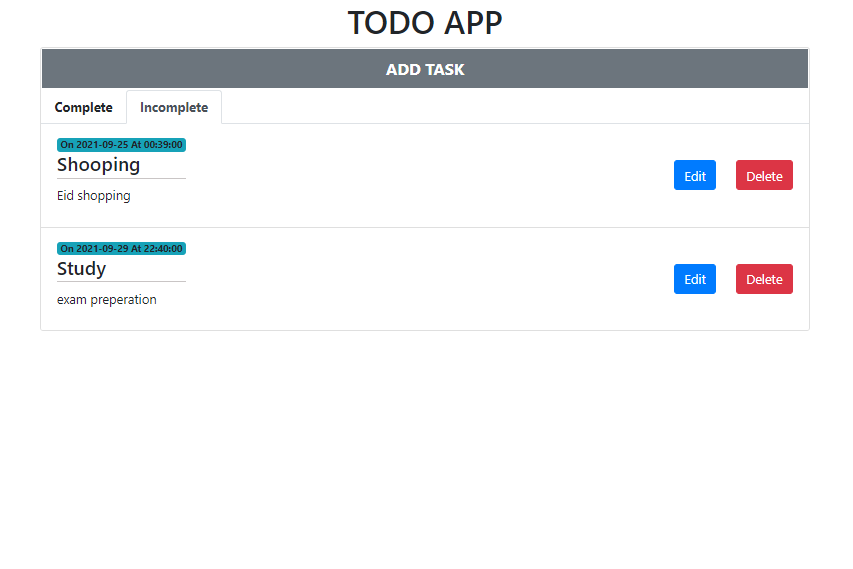 TODO APP
ADD TASK
Complete Incomplete
On 2021-09-25 At 00:39:00
Shooping
Edit Delete
Eid shopping
On 2021-09-29 At 22:40:00
Study
Edit Delete
exam preperation